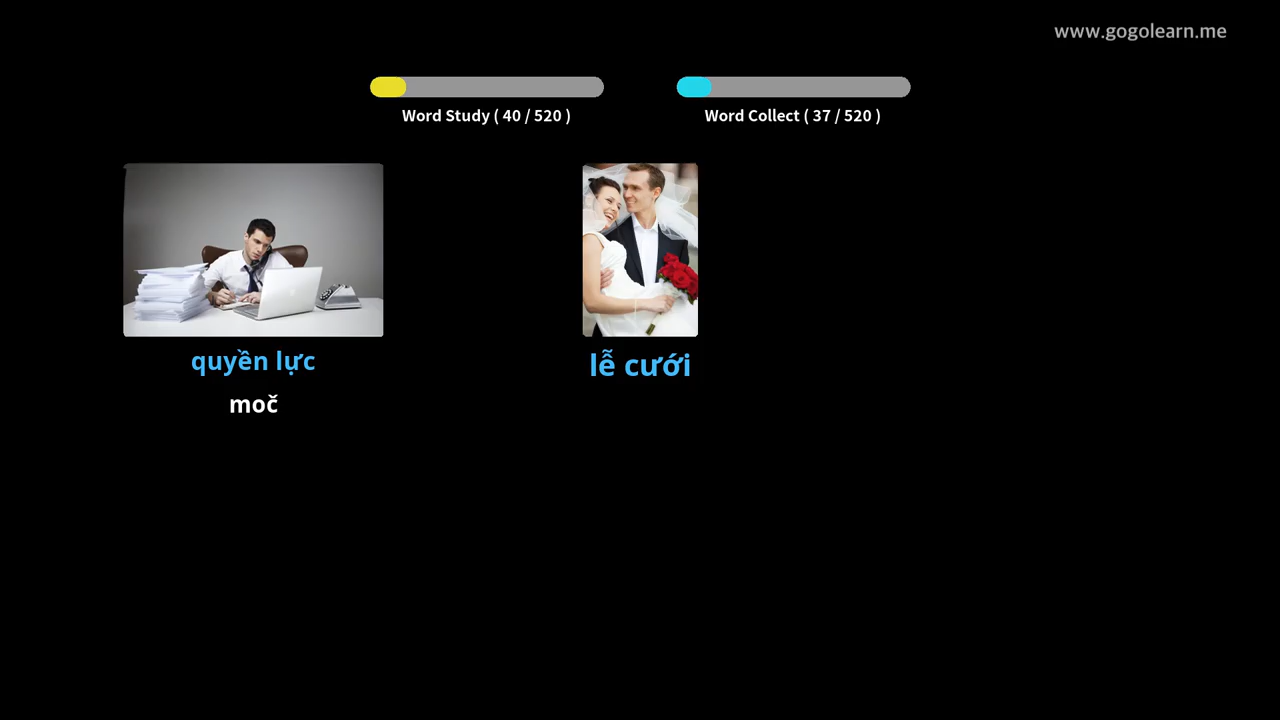 www.gogolearn.me
Word Study ( 40 / 520 )
Word Collect ( 37 / 520 )
quyền lực
moč
lễ cưới